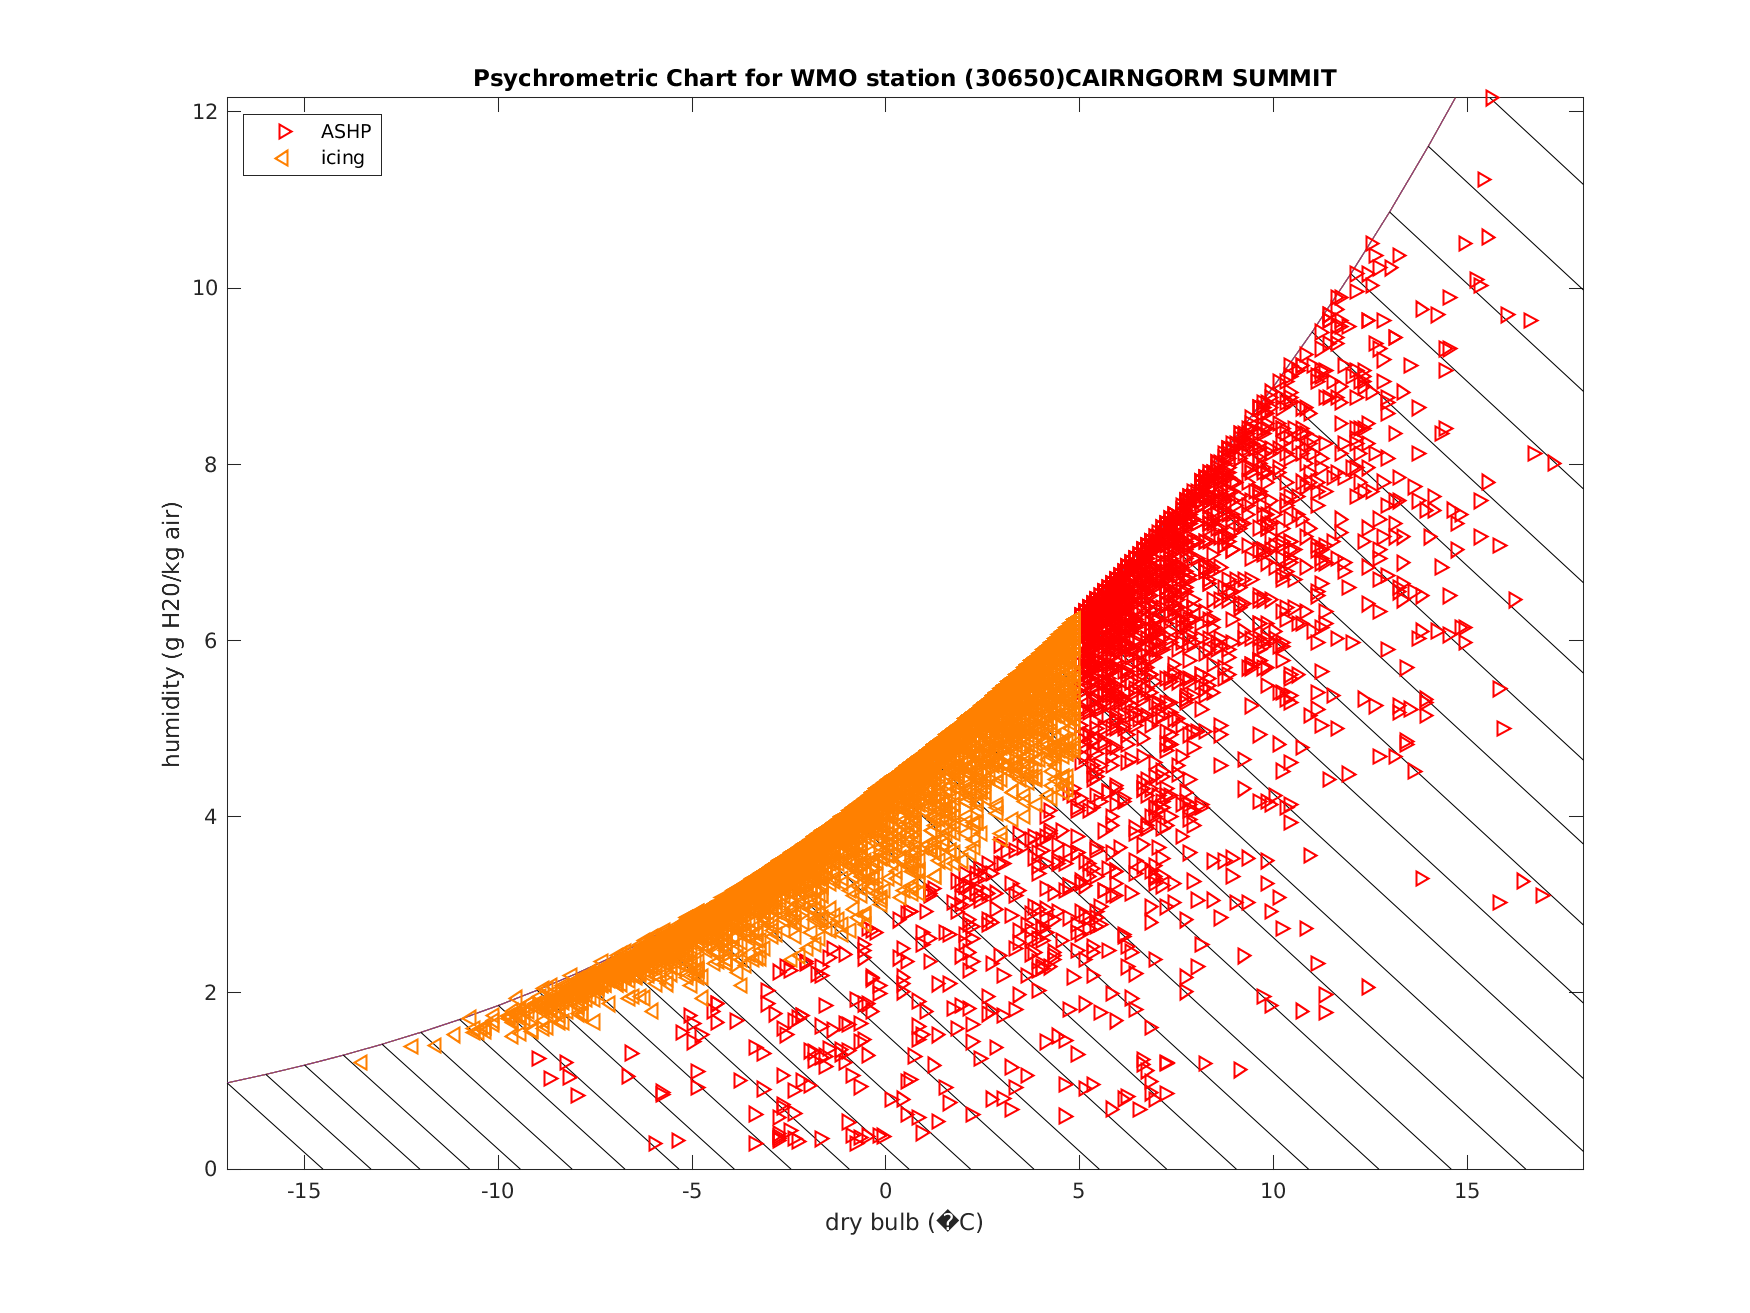 Psychrometric Chart for WMO station (30650)CAIRNGORM SUMMIT
ASHP
icing
12
10
8
6
4
2
0
humidity (g H20/kg air)
-15 -10 -5 0 5 10 15
dry bulb (�C)